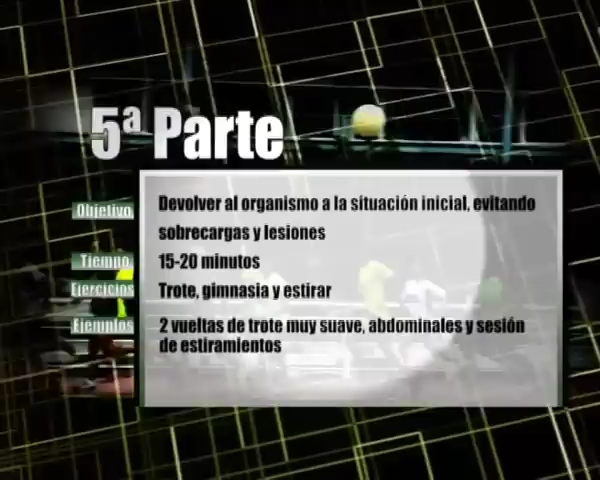 5ª Parte
Objetivo
Devolver al organismo a la situación inicial, evitando
sobrecargas y lesiones
Tiempo
15-20 minutos
Ejercicios
Trote, gimnasia y estirar
Ejemplos
2 vueltas de trote muy suave, abdominales y sesión
de estiramientos